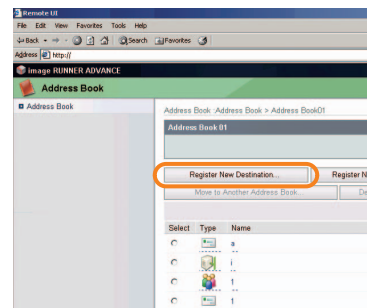 Remote UI
File Edit View Favorites Tools Help
Back Search Favorites
Address http://
image RUNNER ADVANCE
Address Book
Address Book
Address Book :Address Book > Address Book01
Address Book 01
Register New Destination... Register N
Move to Another Address Book... De
Select Type Name
a
i
1
1